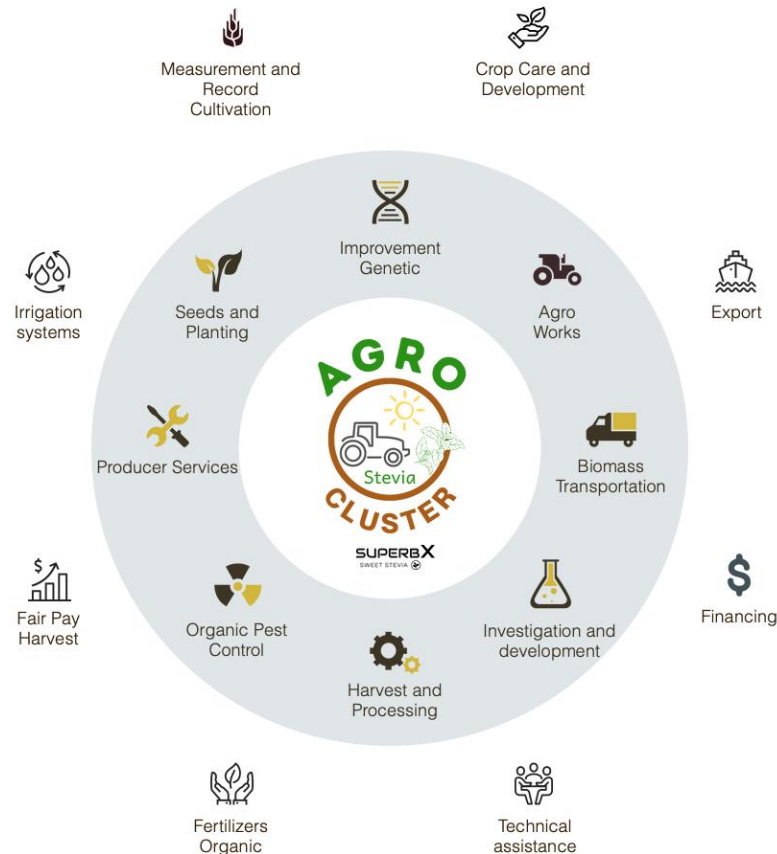 Measurement and
Record
Cultivation
Crop Care and
Development
Improvement
Genetic
Irrigation
systems
Seeds and
Planting
Agro
Works
Export
AGRO
Stevia
CLUSTER
SUPERBX
SWEET STEVIA
Producer Services
Biomass
Transportation
$
Fair Pay
Harvest
Organic Pest
Control
Investigation and
development
$
Financing
Harvest and
Processing
Fertilizers
Organic
Technical
assistance